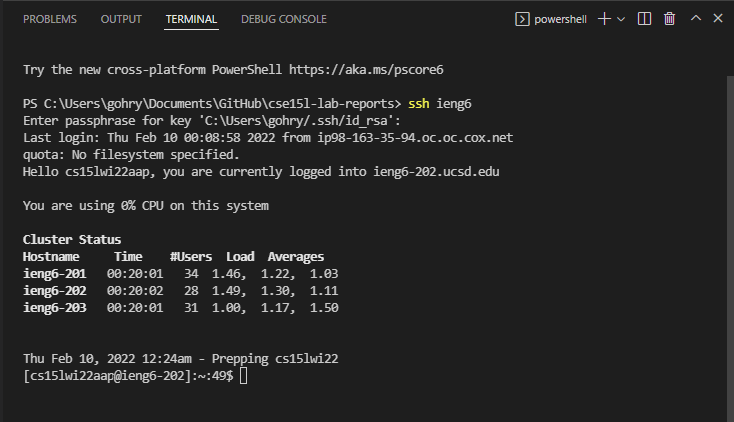 PROBLEMS OUTPUT TERMINAL DEBUG CONSOLE powershell
Try the new cross-platform PowerShell https://aka.ms/pscore6
PS C:\Users\gohry\Documents\GitHub\cse15l-lab-reports> ssh ieng6
Enter passphrase for key 'C:\Users\gohry/.ssh/id_rsa':
Last login: Thu Feb 10 00:08:58 2022 from ip98-163-35-94.oc.oc.cox.net
quota: No filesystem specified.
Hello cs15lwi22aap, you are currently logged into ieng6-202.ucsd.edu
You are using 0% CPU on this system
Cluster Status
Hostname Time #Users Load Averages
ieng6-201 00:20:01 34 1.46, 1.22, 1.03
ieng6-202 00:20:02 28 1.49, 1.30, 1.11
ieng6-203 00:20:01 31 1.00, 1.17, 1.50
Thu Feb 10, 2022 12:24am - Prepping cs15lwi22
[cs15lwi22aap@ieng6-202]:~:49$